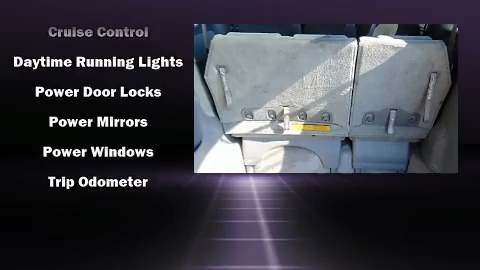 Cruise Control
Daytime Running Lights
Power Door Locks
Power Mirrors
Power Windows
Trip Odometer